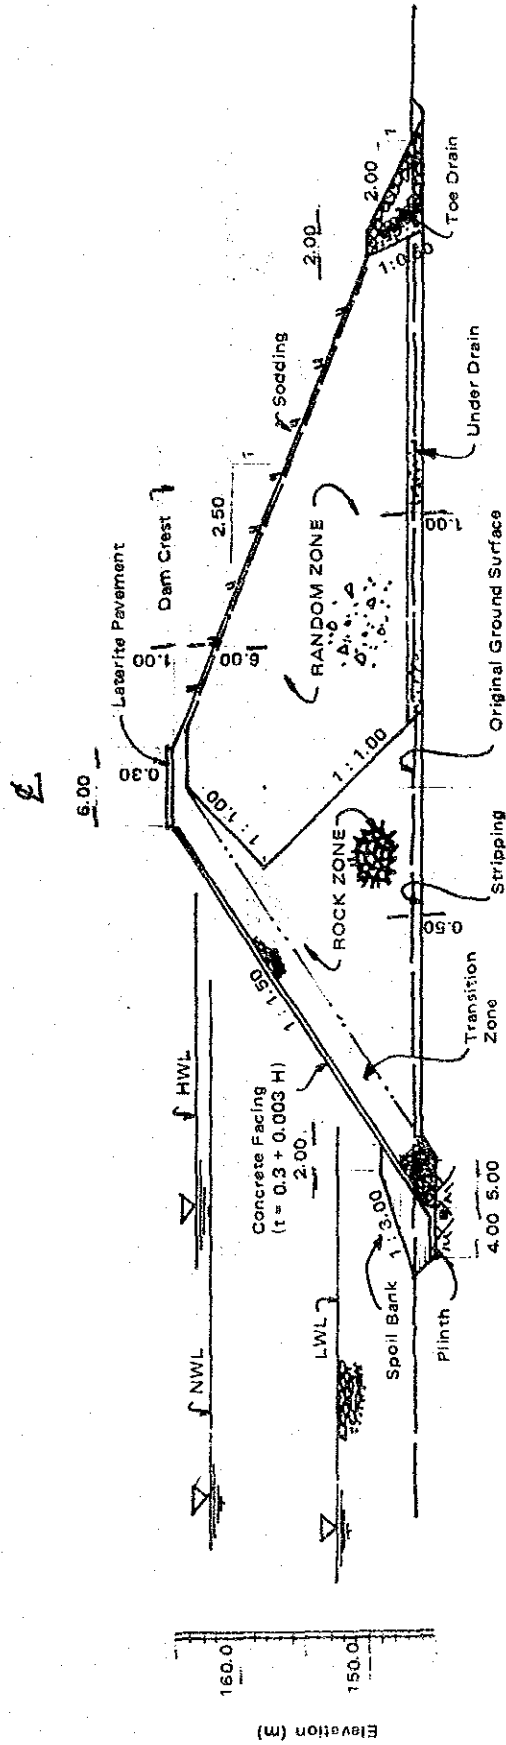 ℄
6.00
Laterite Pavement
0.30
Dam Crest
1.00
6.00
HWL
NWL
LWL
Concrete Facing
(t = 0.3 + 0.003 H)
2.00
1:1.50
1:1.00
1:1.00
2.50
1
Sodding
2.00
2.00
1
1:0.50
Toe Drain
RANDOM ZONE
ROCK ZONE
Spoil Bank
1:3.00
Plinth
4.00 5.00
Transition
Zone
0.50
Stripping
Original Ground Surface
1.00
Under Drain
Elevation (m)
160.0
150.0